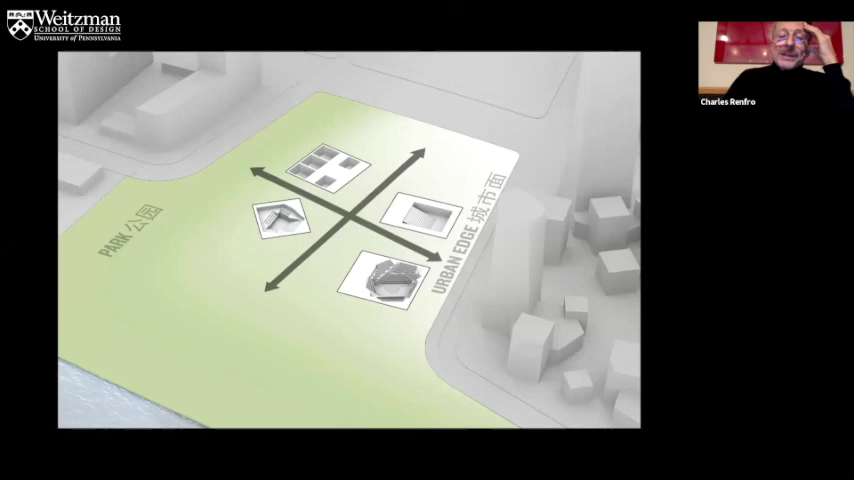 Weitzman
SCHOOL OF DESIGN
UNIVERSITY OF PENNSYLVANIA
Charles Renfro
PARK 公园
URBAN EDGE 城市面